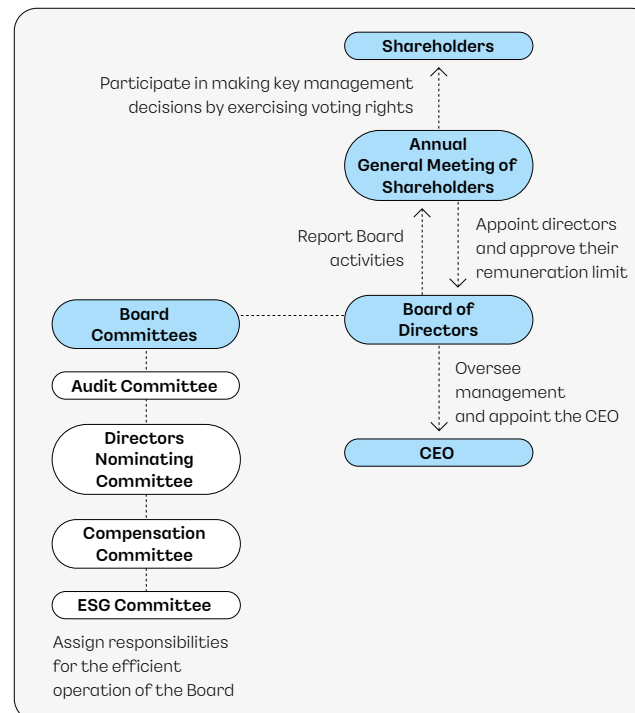 Shareholders
Participate in making key management
decisions by exercising voting rights
Annual
General Meeting of
Shareholders
Report Board
activities
Appoint directors
and approve their
remuneration limit
Board
Committees
Board of
Directors
Audit Committee
Oversee
management
and appoint the CEO
Directors
Nominating
Committee
CEO
Compensation
Committee
ESG Committee
Assign responsibilities
for the efficient
operation of the Board